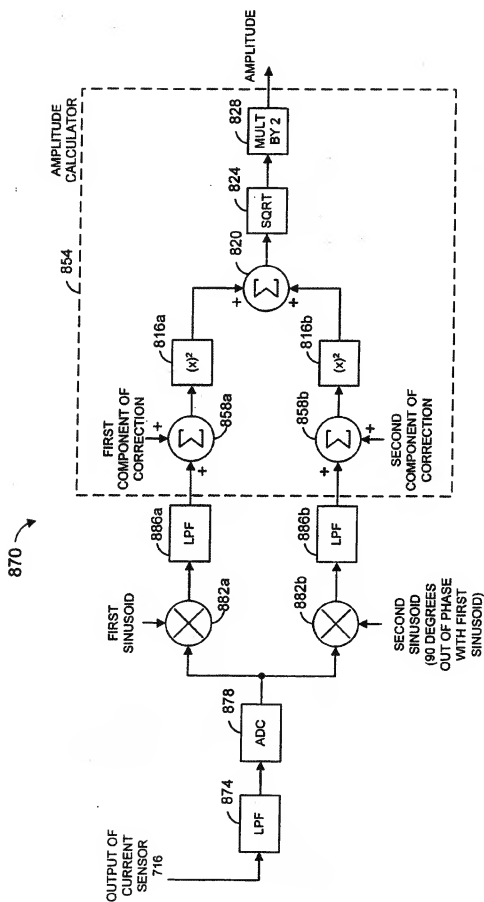 870
OUTPUT OF
CURRENT
SENSOR
716
874
LPF
878
ADC
FIRST
SINUSOID
882a
886a
LPF
882b
886b
LPF
SECOND
SINUSOID
(90 DEGREES
OUT OF PHASE
WITH FIRST
SINUSOID)
854
AMPLITUDE
CALCULATOR
FIRST
COMPONENT OF
CORRECTION
+
+
Σ
858a
816a
(x)²
+
Σ
+
858b
816b
(x)²
SECOND
COMPONENT OF
CORRECTION
+
+
Σ
820
824
SQRT
828
MULT
BY 2
AMPLITUDE